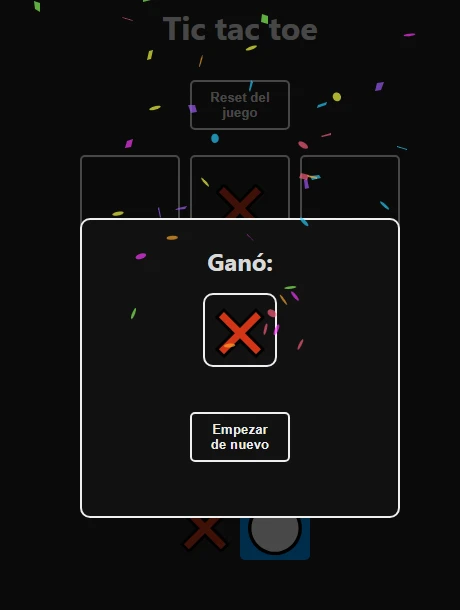 Tic tac toe
Reset del
juego
Ganó:
Empezar
de nuevo